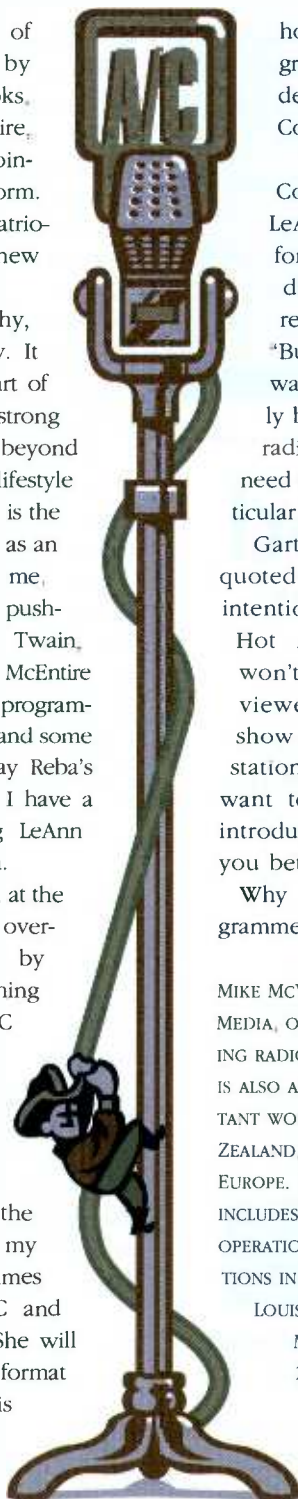 of
by
oks,
ire,
oin-
orm.
atrio-
new
hy,
y. It
art of
strong
beyond
lifestyle
is the
as an
me,
push-
Twain,
McEntire
program-
and some
ay Reba's
I have a
g LeAnn
n.
at the
over-
by
ning
C
the
my
mes
C and
She will
format
is
A/C
ho
gr
de
Co
Co
LeA
for
d
re
"Bu
wa
ly h
radi
need
ticular
Gart
quoted
intentio
Hot
won't
viewe
show
station
want to
introdu
you bet
Why
gramme
MIKE MCV
MEDIA, O
ING RADIO
IS ALSO A
TANT WO
ZEALAND,
EUROPE.
INCLUDES
OPERATIO
TIONS IN
LOUIS
M